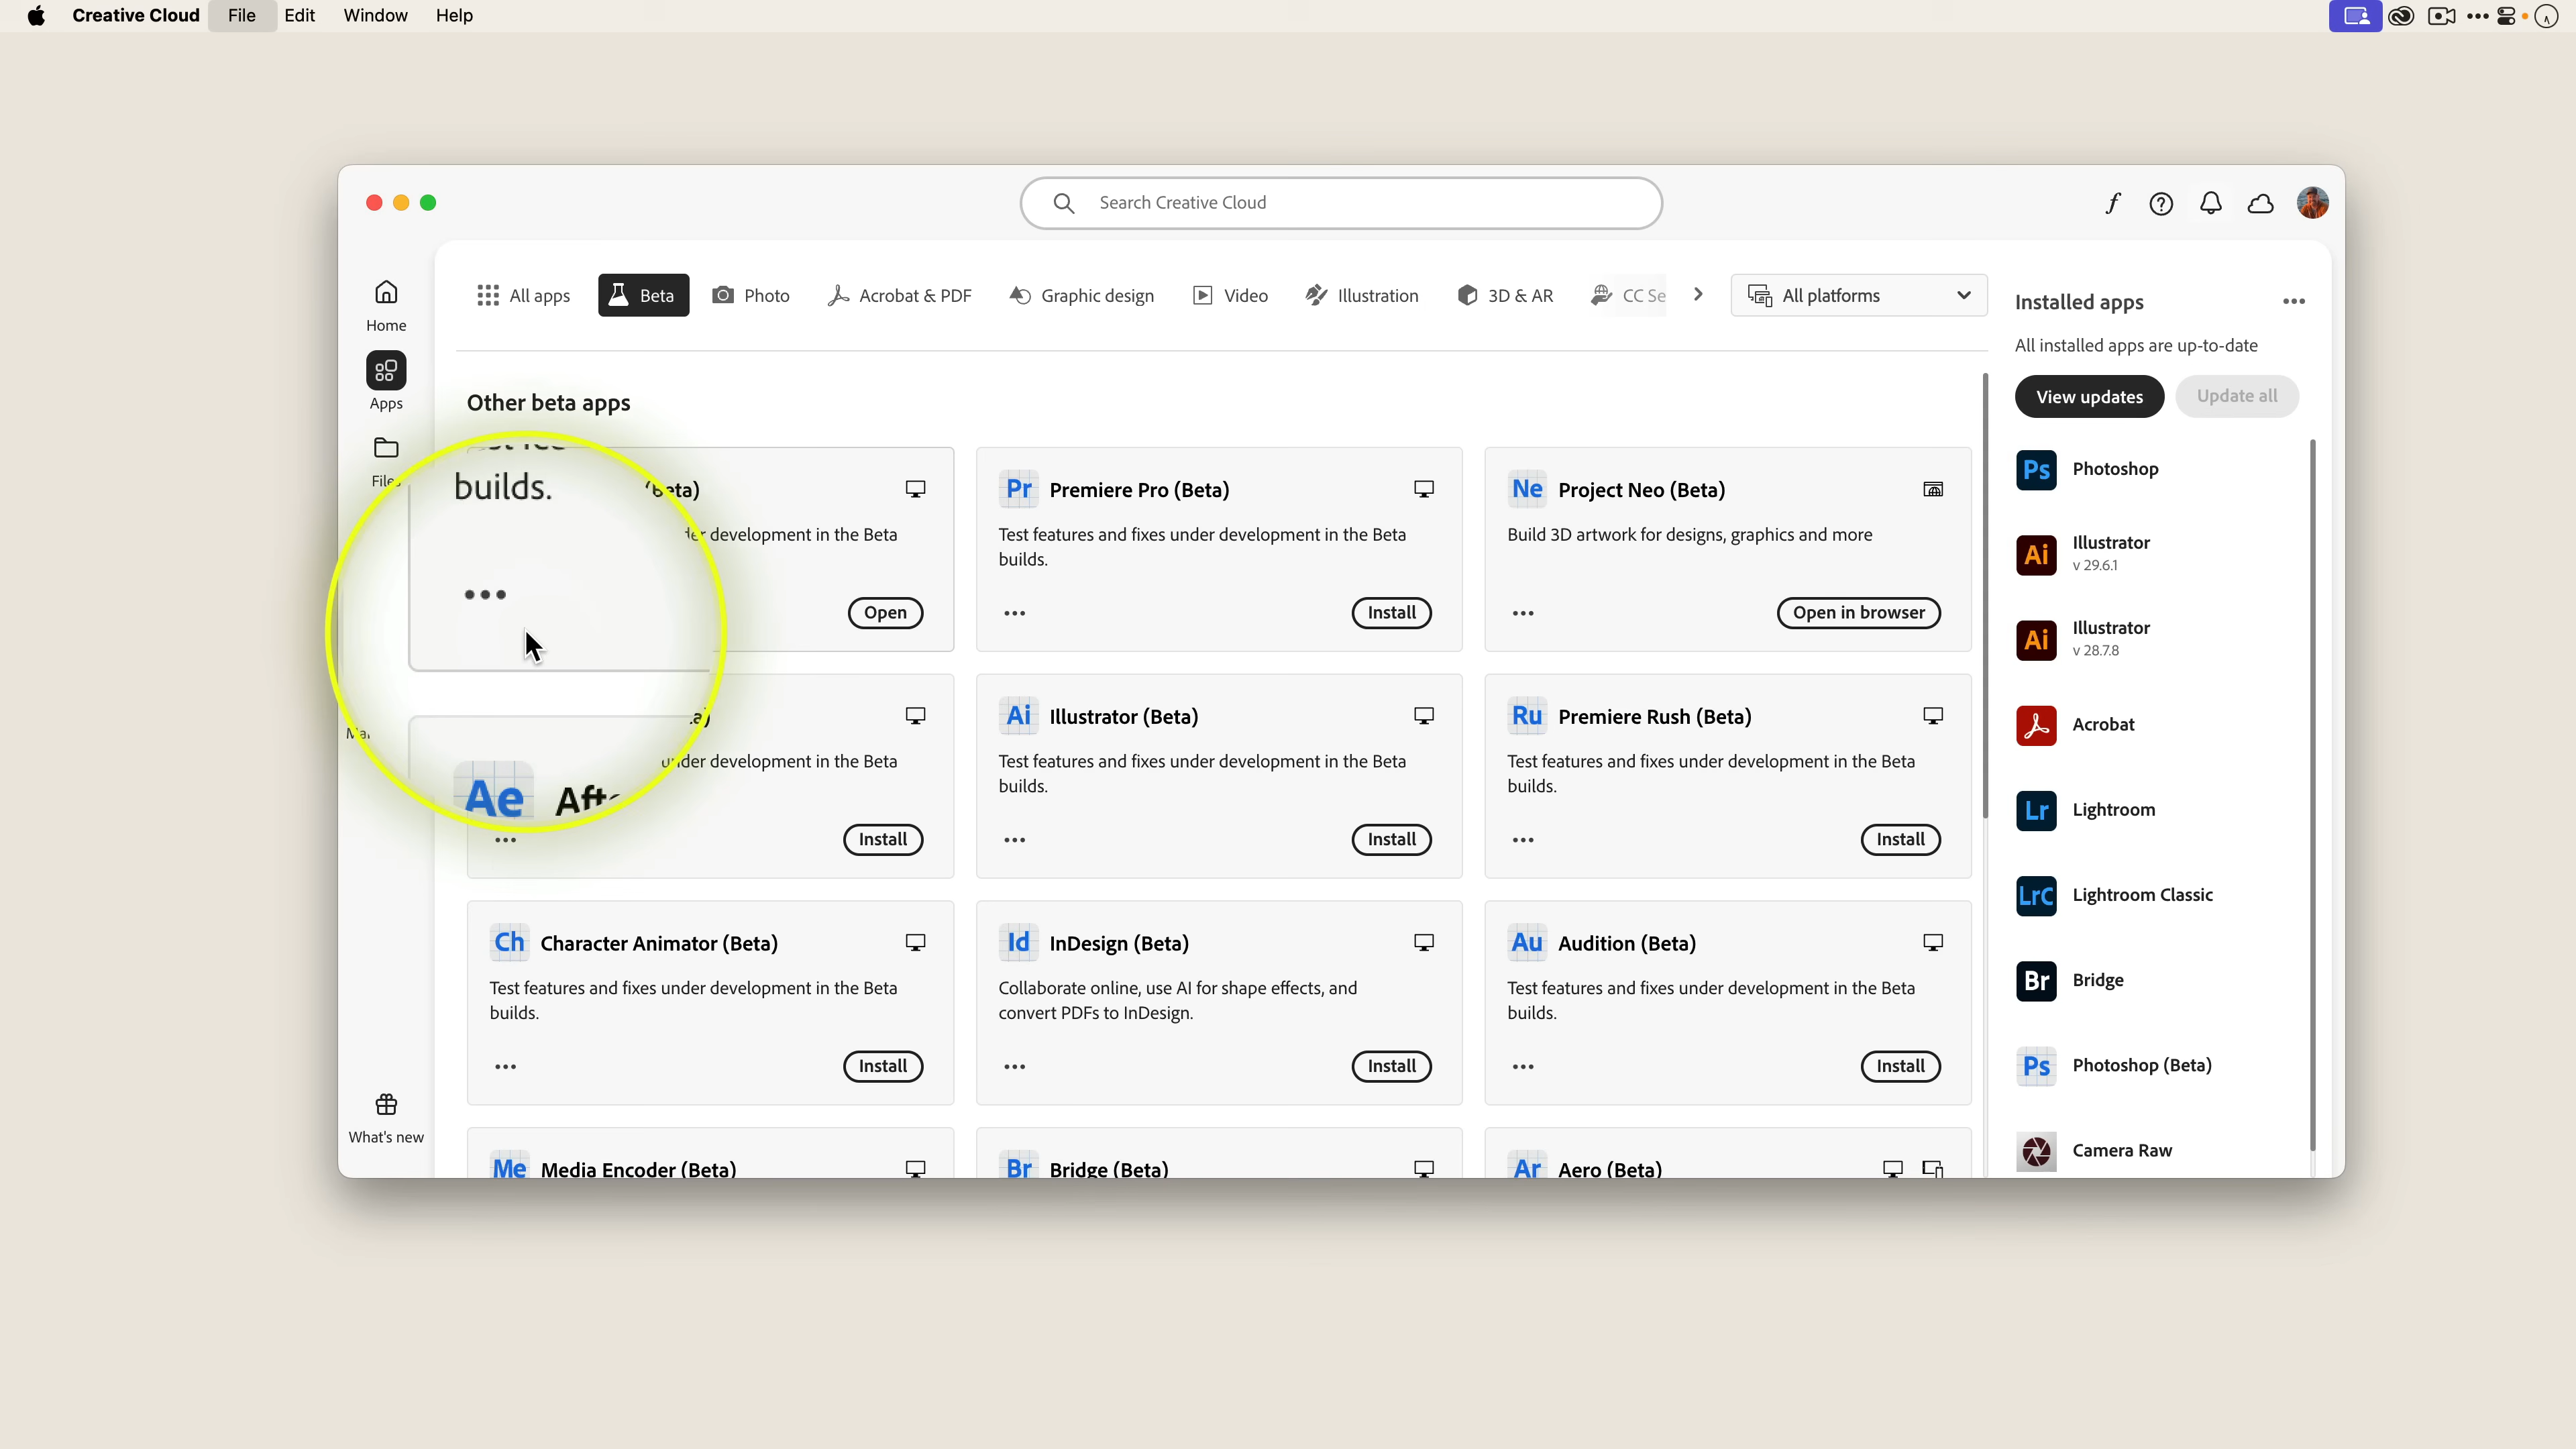 Creative Cloud File Edit Window Help
Search Creative Cloud
Home
Apps
What's new
All apps Beta Photo Acrobat & PDF Graphic design Video Illustration 3D & AR CC Se All platforms
Other beta apps
builds.
development in the Beta
Open
Pr Premiere Pro (Beta)
Test features and fixes under development in the Beta
builds.
Install
Ne Project Neo (Beta)
Build 3D artwork for designs, graphics and more
Open in browser
Ae
under development in the Beta
Install
Ai Illustrator (Beta)
Test features and fixes under development in the Beta
builds.
Install
Ru Premiere Rush (Beta)
Test features and fixes under development in the Beta
builds.
Install
Ch Character Animator (Beta)
Test features and fixes under development in the Beta
builds.
Install
Id InDesign (Beta)
Collaborate online, use AI for shape effects, and
convert PDFs to InDesign.
Install
Au Audition (Beta)
Test features and fixes under development in the Beta
builds.
Install
Me Media Encoder (Beta)
Br Bridge (Beta)
Ar Aero (Beta)
Installed apps
All installed apps are up-to-date
View updates Update all
Ps Photoshop
Ai Illustrator
v 29.6.1
Ai Illustrator
v 28.7.8
Acrobat
Lr Lightroom
LrC Lightroom Classic
Br Bridge
Ps Photoshop (Beta)
Camera Raw